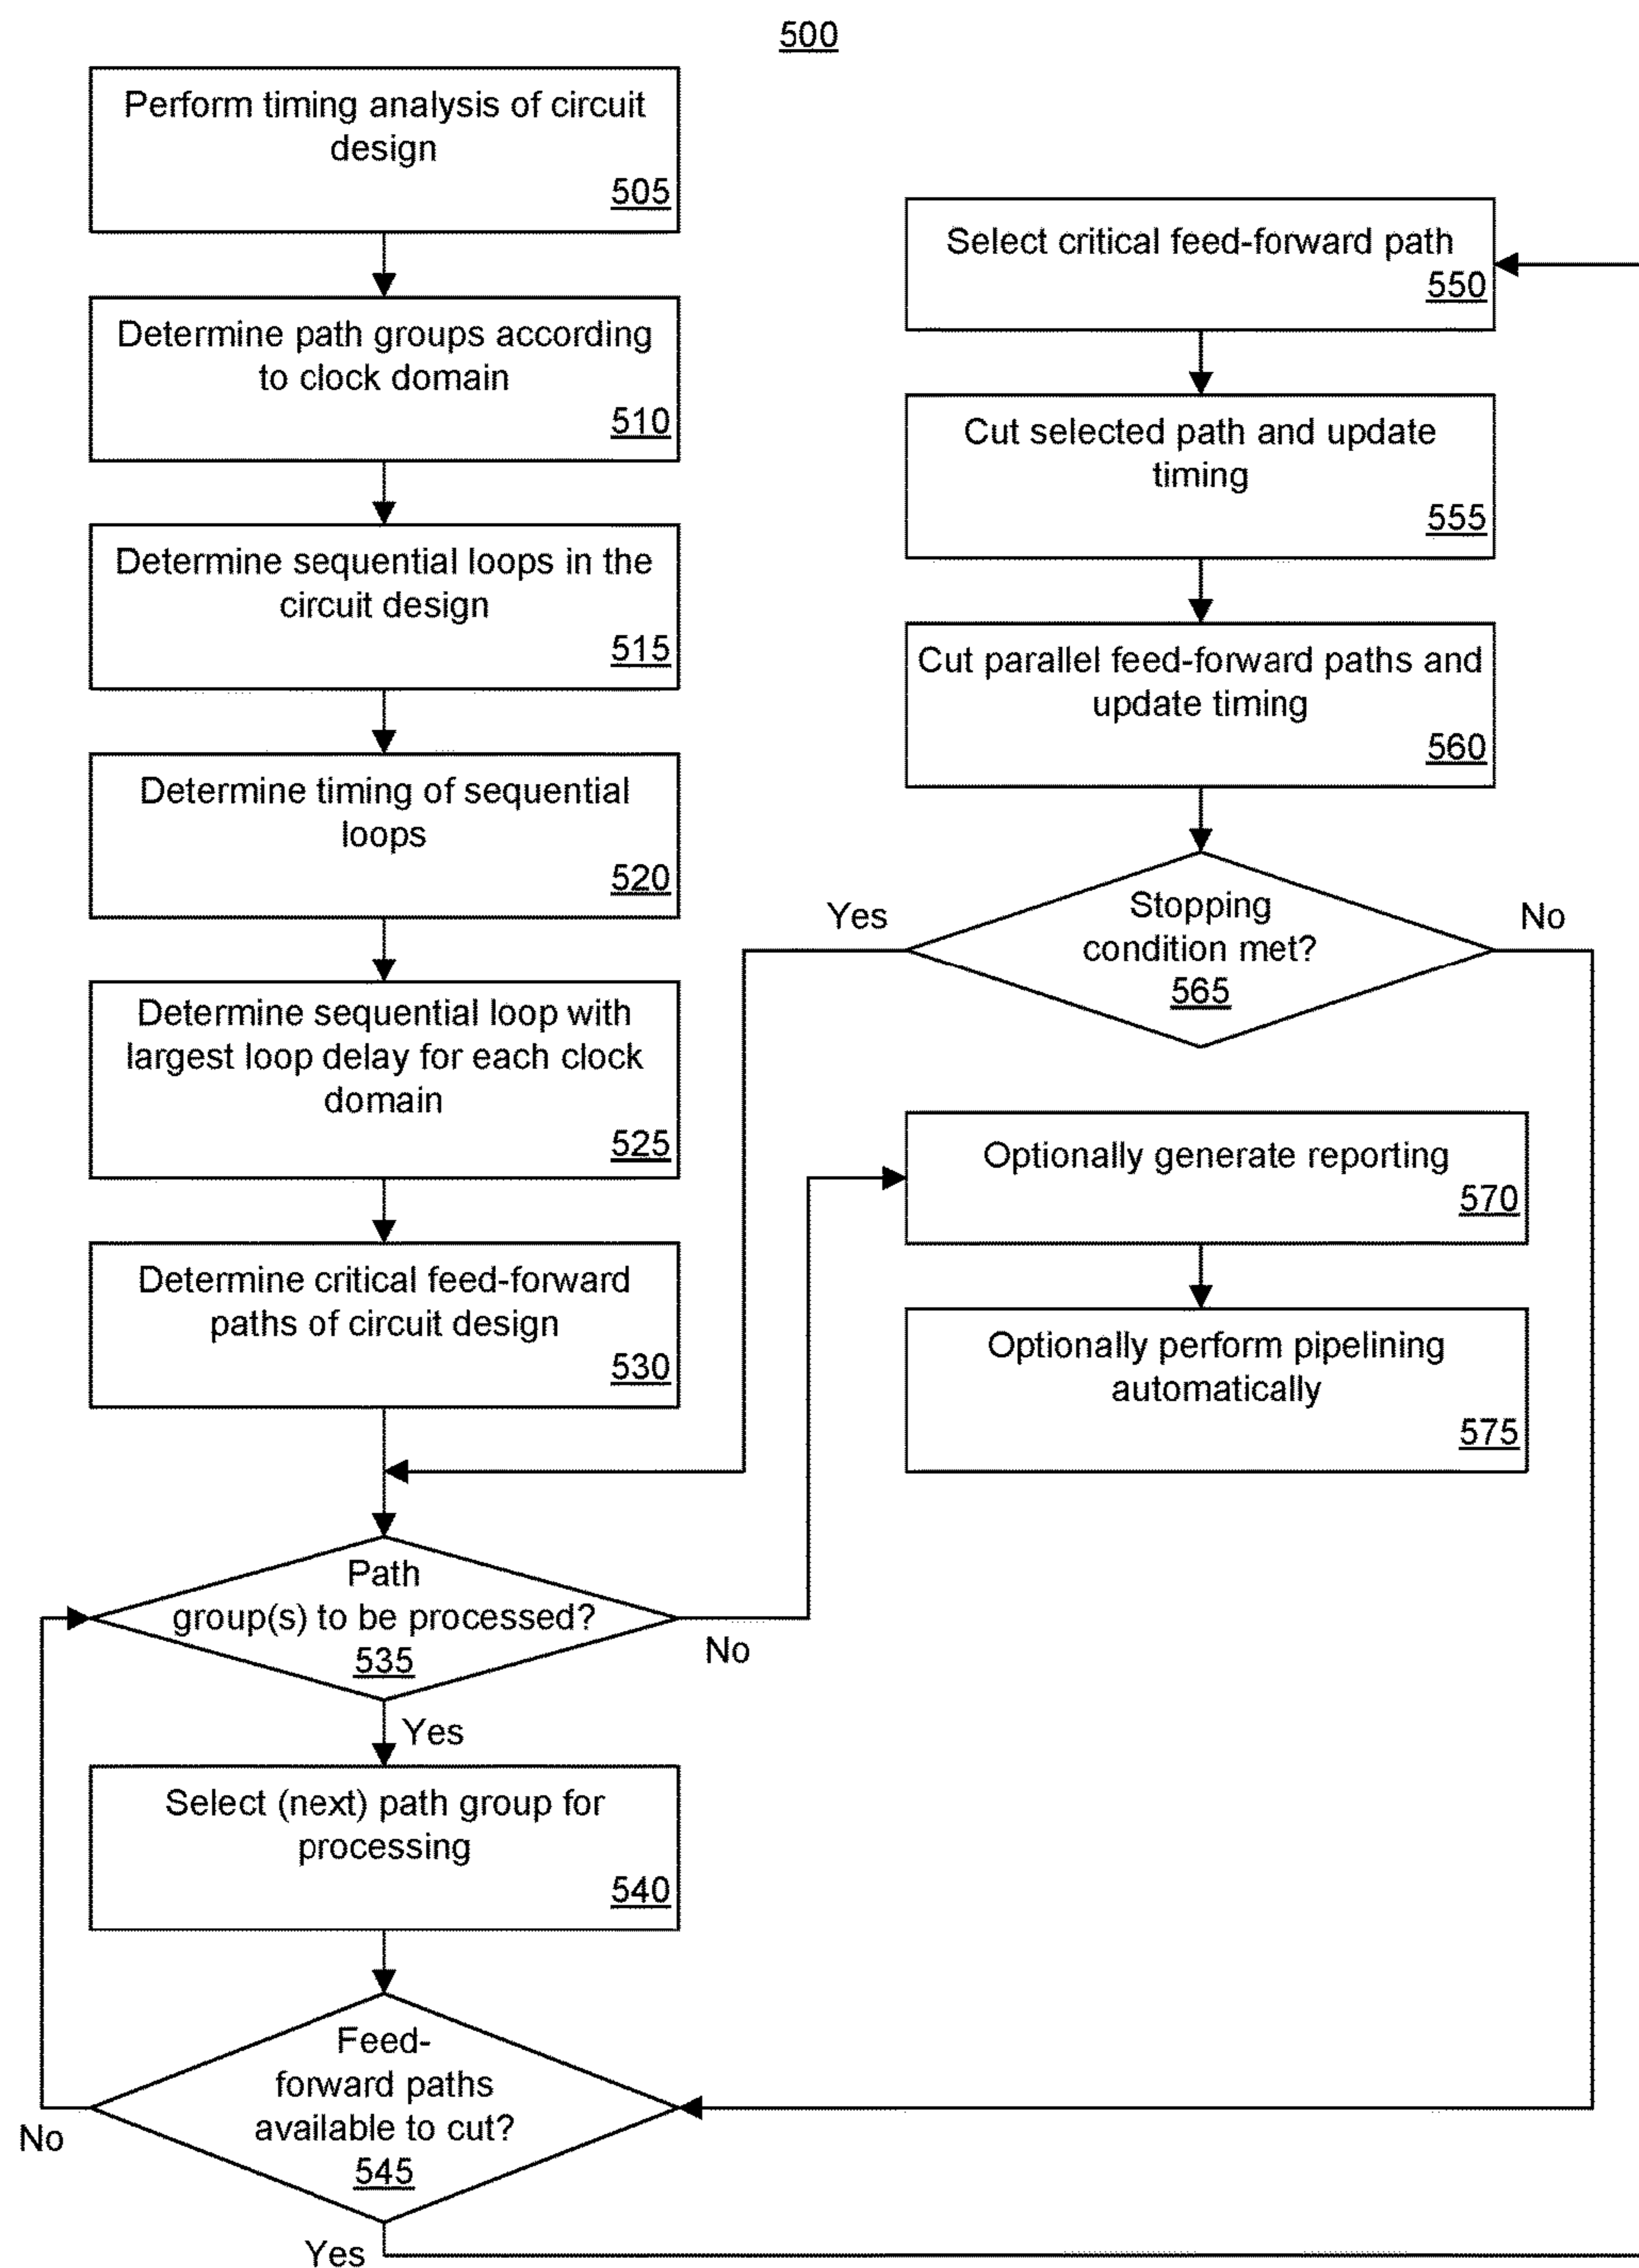 500
Perform timing analysis of circuit
design
505
Determine path groups according
to clock domain
510
Determine sequential loops in the
circuit design
515
Determine timing of sequential
loops
520
Determine sequential loop with
largest loop delay for each clock
domain
525
Determine critical feed-forward
paths of circuit design
530
Path
group(s) to be processed?
535
No
Yes
Select (next) path group for
processing
540
Feed-
forward paths
available to cut?
545
No
Yes
Select critical feed-forward path
550
Cut selected path and update
timing
555
Cut parallel feed-forward paths and
update timing
560
Stopping
condition met?
565
Yes
No
Optionally generate reporting
570
Optionally perform pipelining
automatically
575